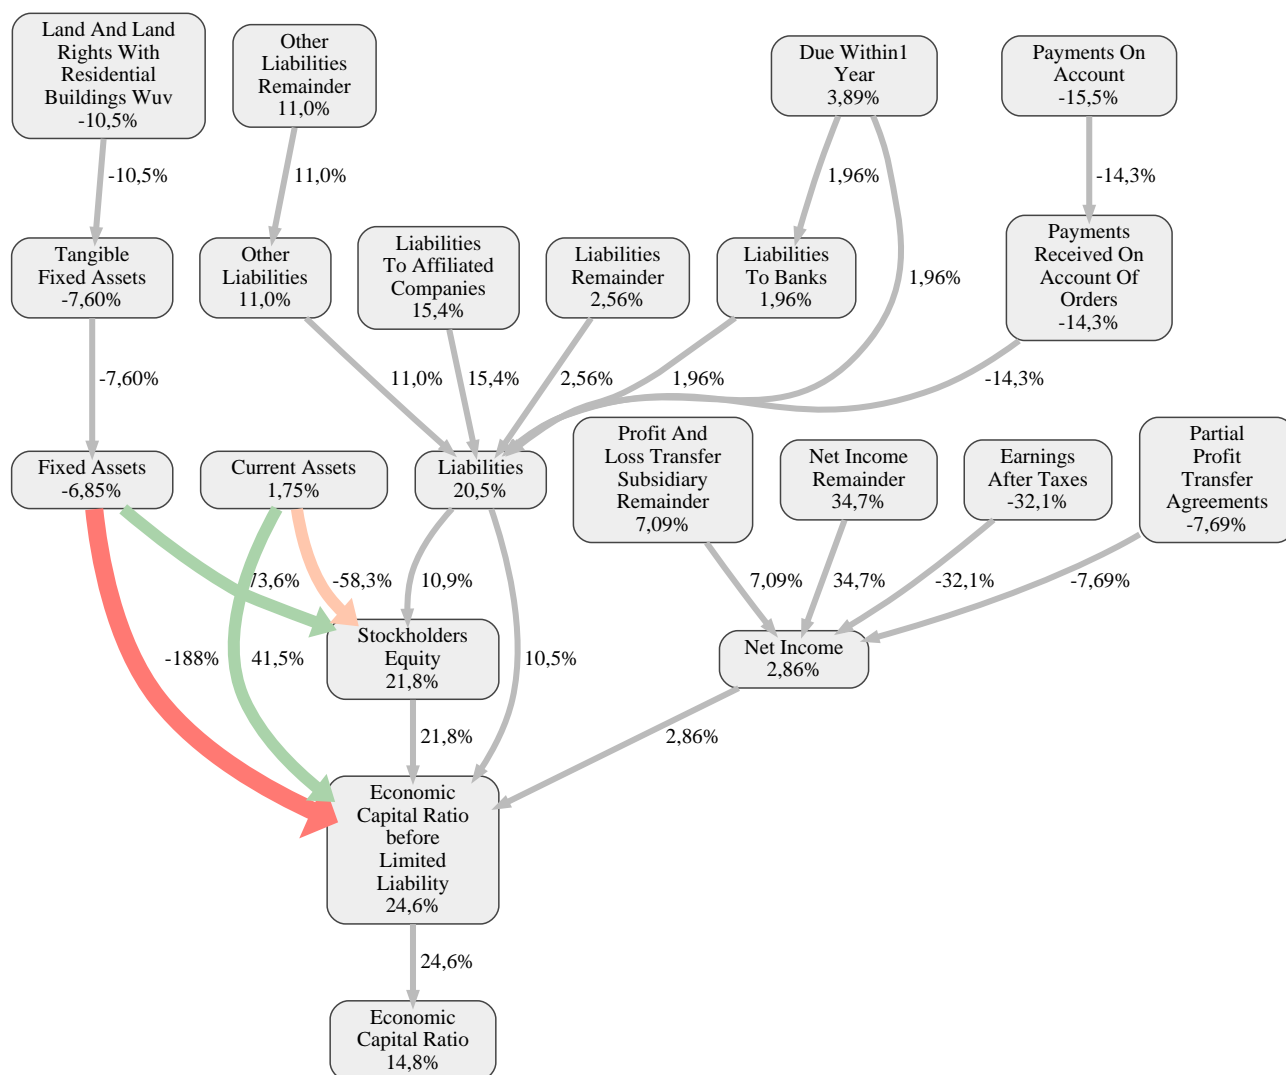 Land And Land
Rights With
Residential
Buildings Wuv
-10,5%
Other
Liabilities
Remainder
11,0%
Due Within1
Year
3,89%
Payments On
Account
-15,5%
-10,5%
11,0%
1,96%
-14,3%
Tangible
Fixed Assets
-7,60%
Other
Liabilities
11,0%
Liabilities
To Affiliated
Companies
15,4%
Liabilities
Remainder
2,56%
Liabilities
To Banks
1,96%
1,96%
Payments
Received On
Account Of
Orders
-14,3%
-7,60%
11,0%
15,4%
2,56%
1,96%
-14,3%
Fixed Assets
-6,85%
Current Assets
1,75%
Liabilities
20,5%
Profit And
Loss Transfer
Subsidiary
Remainder
7,09%
Net Income
Remainder
34,7%
Earnings
After Taxes
-32,1%
Partial
Profit
Transfer
Agreements
-7,69%
73,6%
-58,3%
10,9%
7,09%
34,7%
-32,1%
-7,69%
-188%
41,5%
Stockholders
Equity
21,8%
10,5%
Net Income
2,86%
21,8%
2,86%
Economic
Capital Ratio
before
Limited
Liability
24,6%
24,6%
Economic
Capital Ratio
14,8%